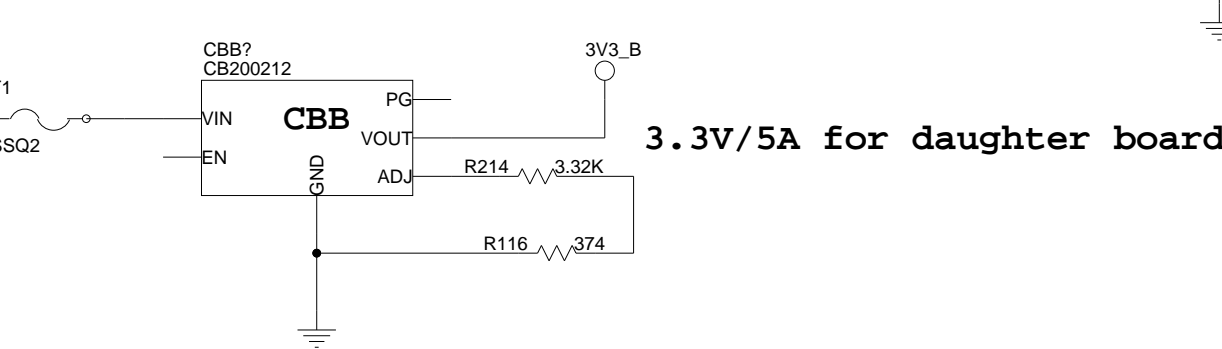 CBB?
CB200212
3V3_B
1
PG
VIN
CBB
VOUT
3.3V/5A for daughter board
SSQ2
EN
GND
ADJ
R214
3.32K
R116
374